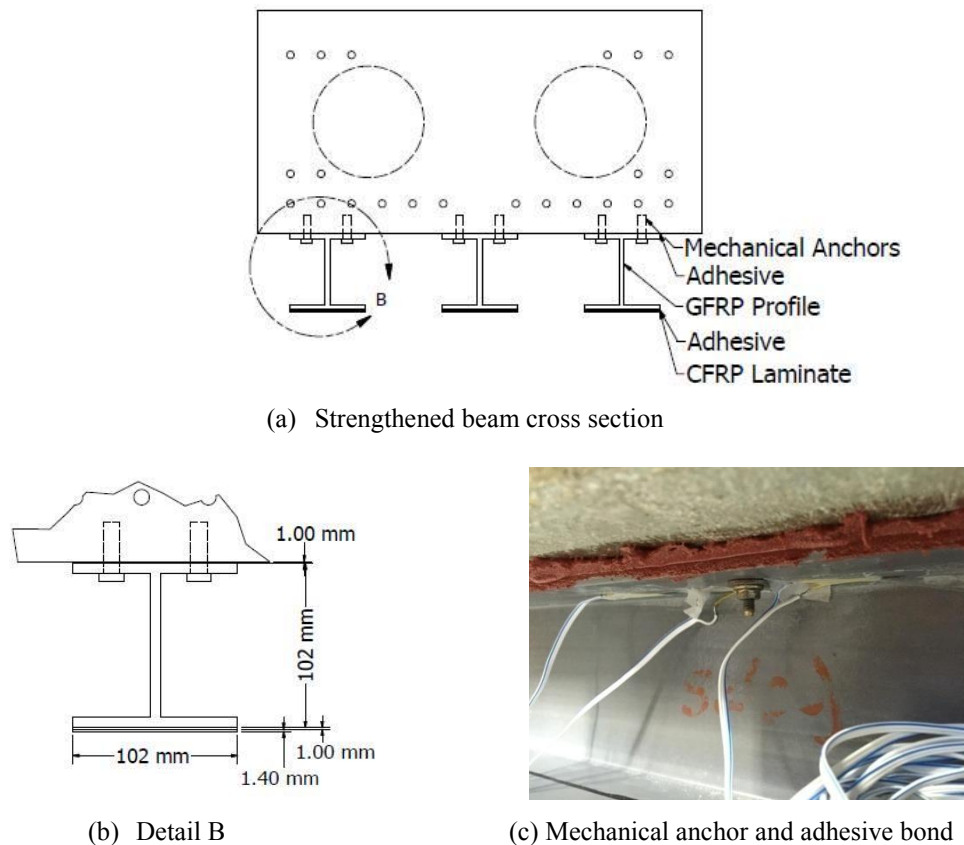 B
Mechanical Anchors
Adhesive
GFRP Profile
Adhesive
CFRP Laminate
(a) Strengthened beam cross section
1.00 mm
102 mm
102 mm
1.00 mm
1.40 mm
(b) Detail B
(c) Mechanical anchor and adhesive bond